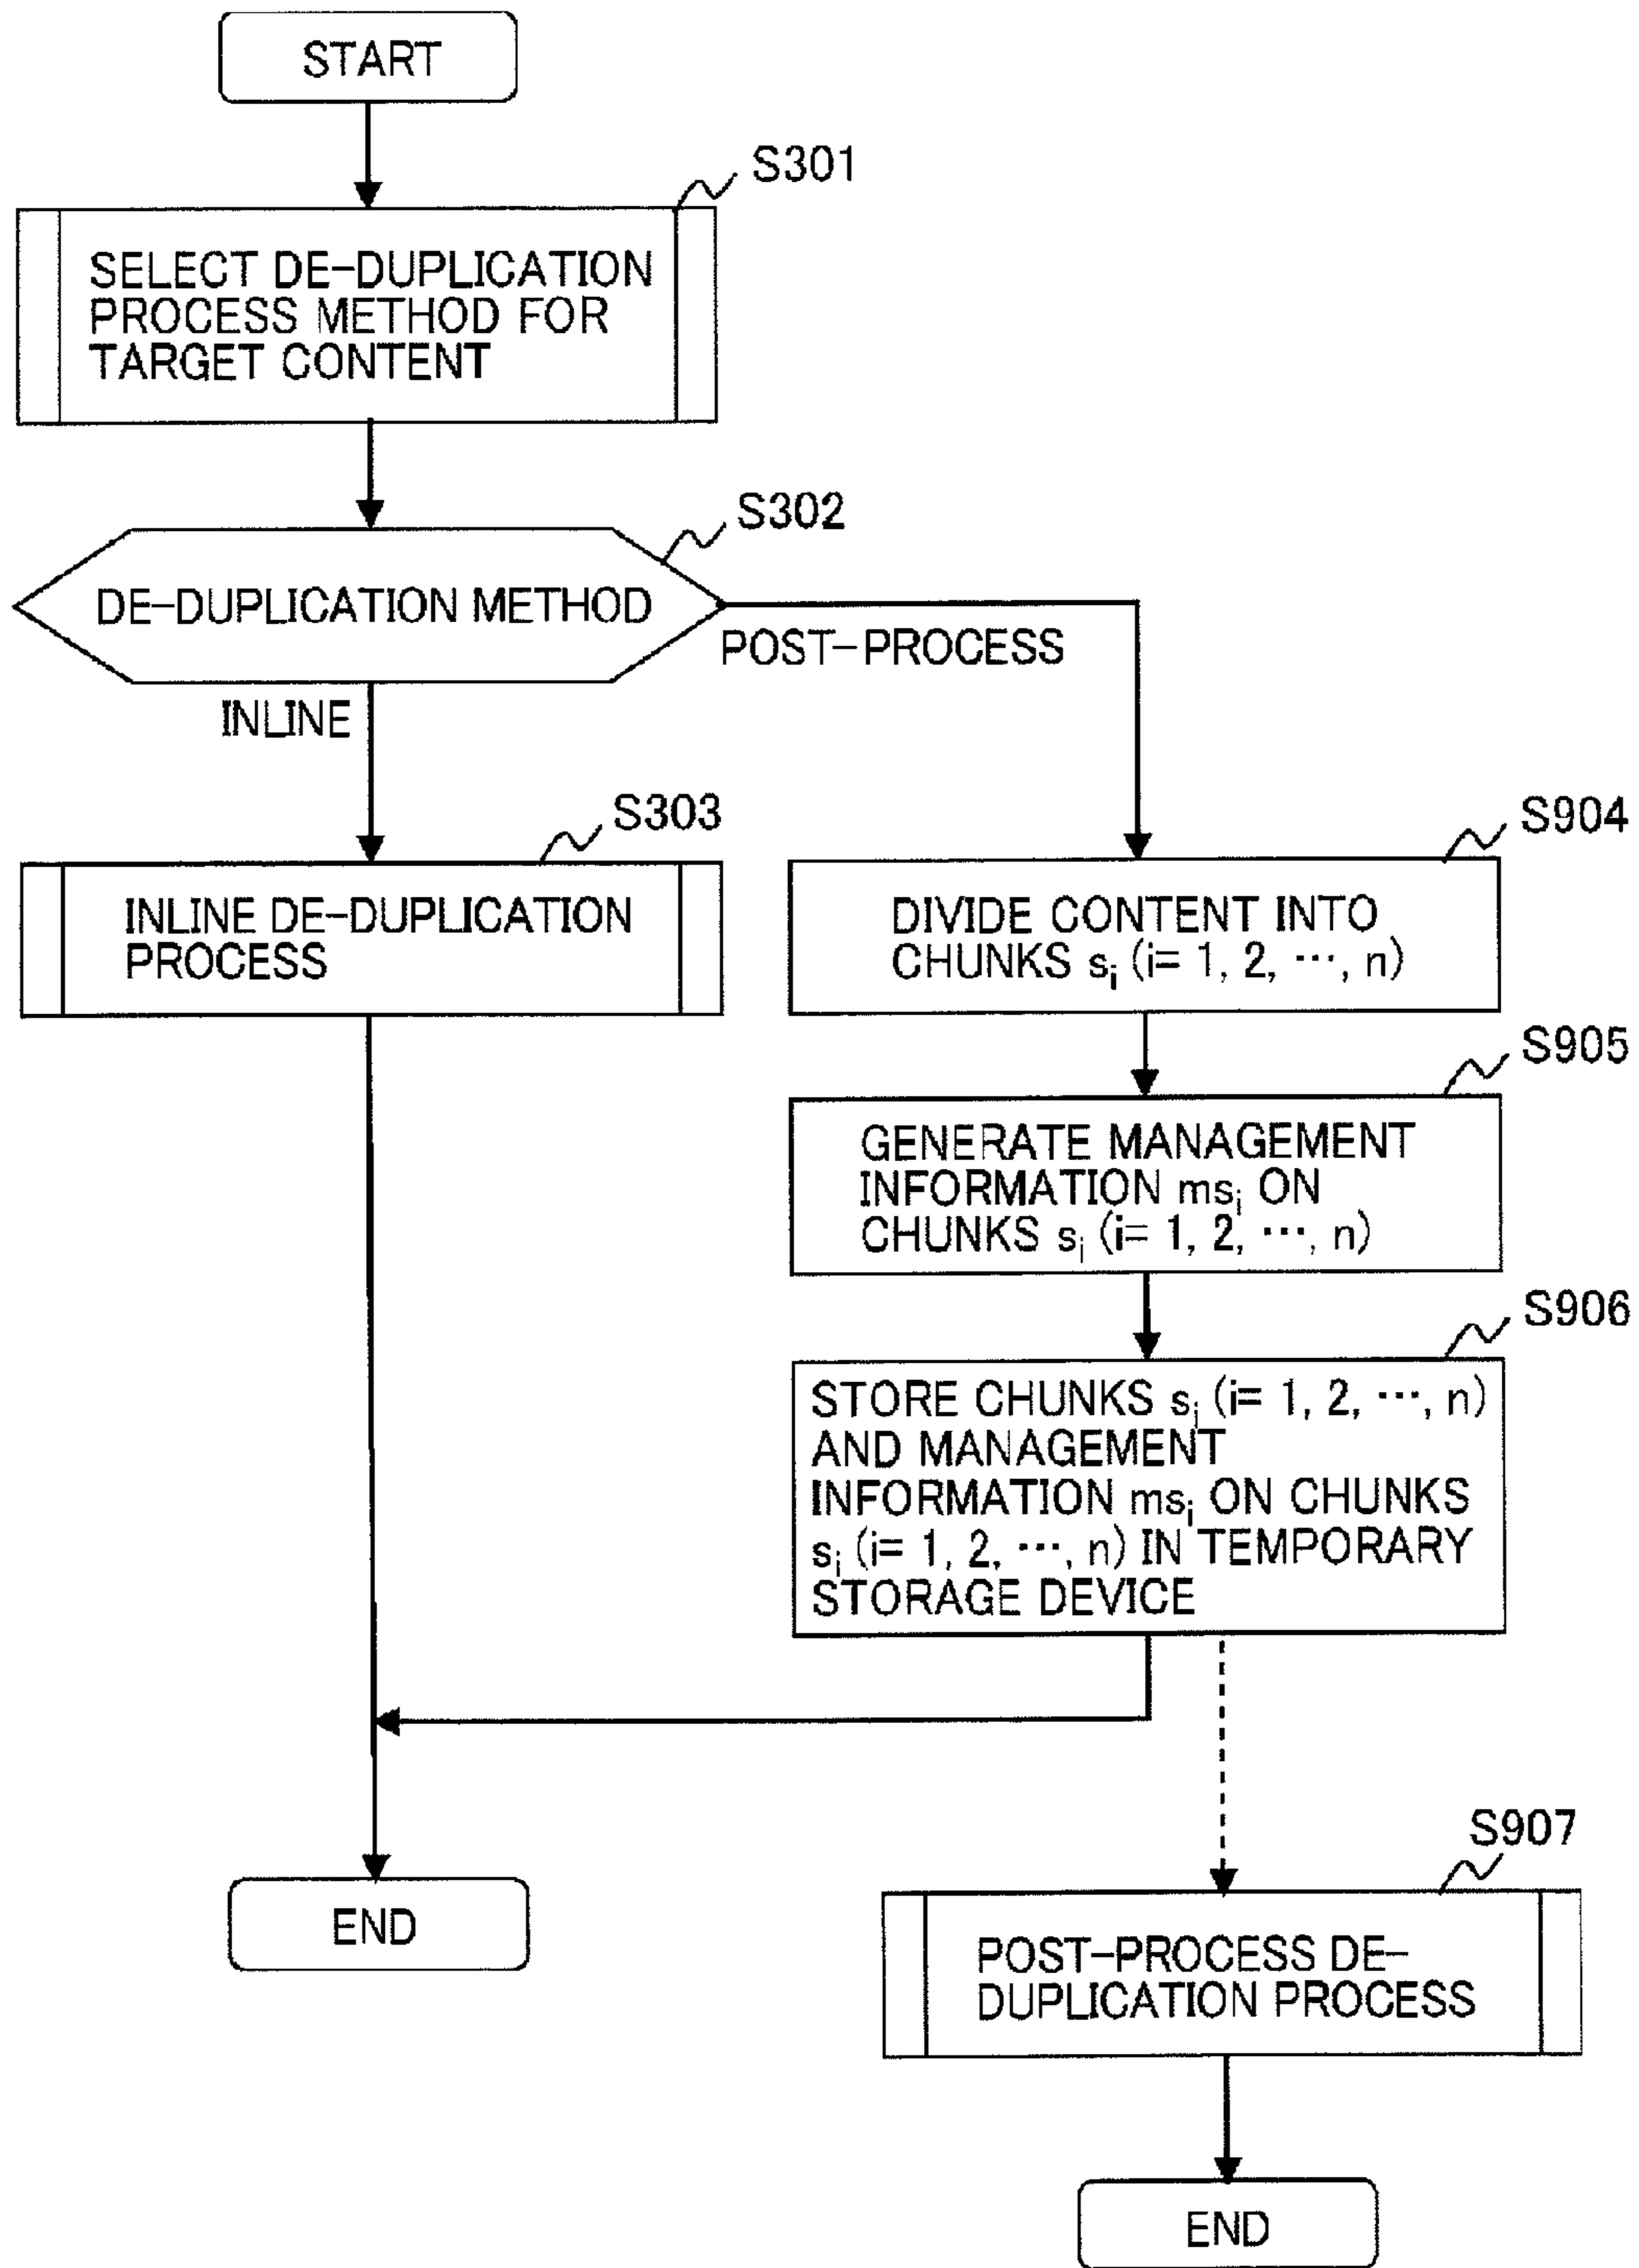 START
S301
SELECT DE-DUPLICATION
PROCESS METHOD FOR
TARGET CONTENT
S302
DE-DUPLICATION METHOD
POST-PROCESS
INLINE
S303
INLINE DE-DUPLICATION
PROCESS
S904
DIVIDE CONTENT INTO
CHUNKS sᵢ (i= 1, 2, ⋯, n)
S905
GENERATE MANAGEMENT
INFORMATION msᵢ ON
CHUNKS sᵢ (i= 1, 2, ⋯, n)
S906
STORE CHUNKS sᵢ (i= 1, 2, ⋯, n)
AND MANAGEMENT
INFORMATION msᵢ ON CHUNKS
sᵢ (i= 1, 2, ⋯, n) IN TEMPORARY
STORAGE DEVICE
END
S907
POST-PROCESS DE-
DUPLICATION PROCESS
END